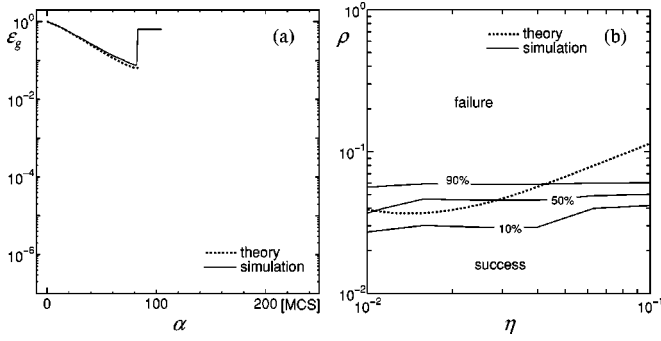 ε_g
10^0
10^-2
10^-4
10^-6
(a)
theory
simulation
0
100
200 [MCS]
α
ρ
10^0
10^-1
10^-2
(b)
theory
simulation
failure
90%
50%
10%
success
10^-2
10^-1
η